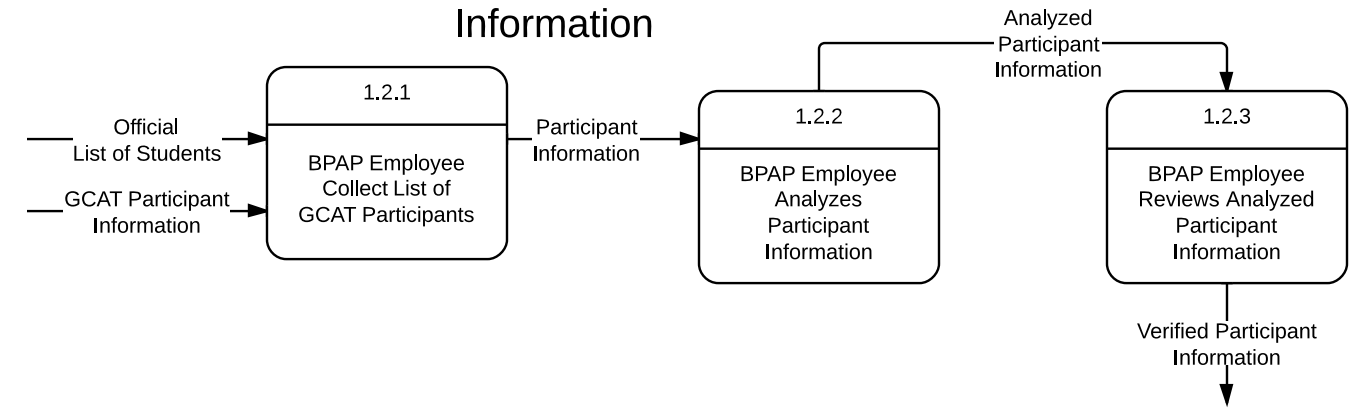 Information
Analyzed
Participant
Information
1.2.1
Official
List of Students
GCAT Participant
Information
BPAP Employee
Collect List of
GCAT Participants
Participant
Information
1.2.2
BPAP Employee
Analyzes
Participant
Information
1.2.3
BPAP Employee
Reviews Analyzed
Participant
Information
Verified Participant
Information